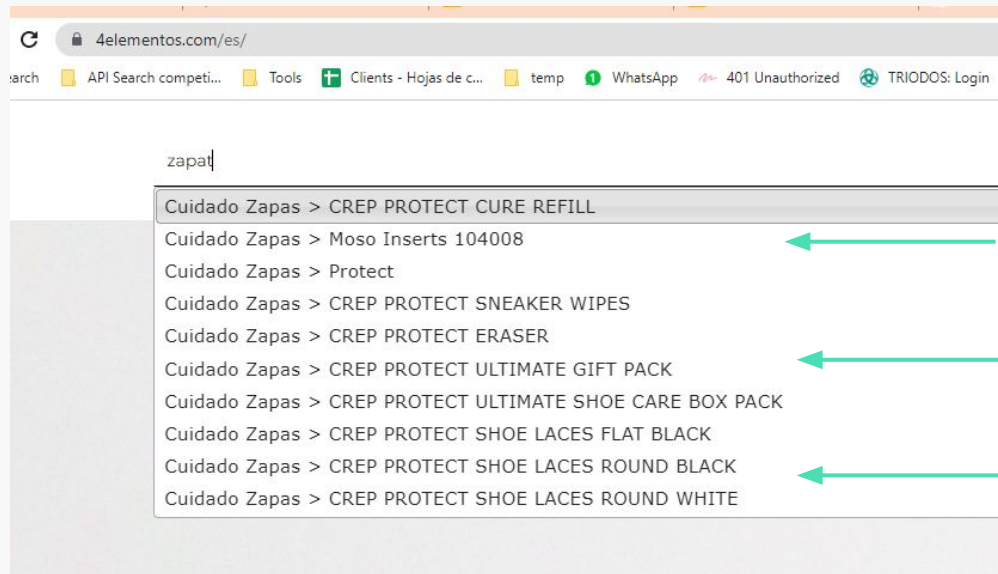 4elementos.com/es/
earch API Search competi... Tools Clients - Hojas de c... temp WhatsApp 401 Unauthorized TRIODOS: Login
zapat
Cuidado Zapas > CREP PROTECT CURE REFILL
Cuidado Zapas > Moso Inserts 104008
Cuidado Zapas > Protect
Cuidado Zapas > CREP PROTECT SNEAKER WIPES
Cuidado Zapas > CREP PROTECT ERASER
Cuidado Zapas > CREP PROTECT ULTIMATE GIFT PACK
Cuidado Zapas > CREP PROTECT ULTIMATE SHOE CARE BOX PACK
Cuidado Zapas > CREP PROTECT SHOE LACES FLAT BLACK
Cuidado Zapas > CREP PROTECT SHOE LACES ROUND BLACK
Cuidado Zapas > CREP PROTECT SHOE LACES ROUND WHITE